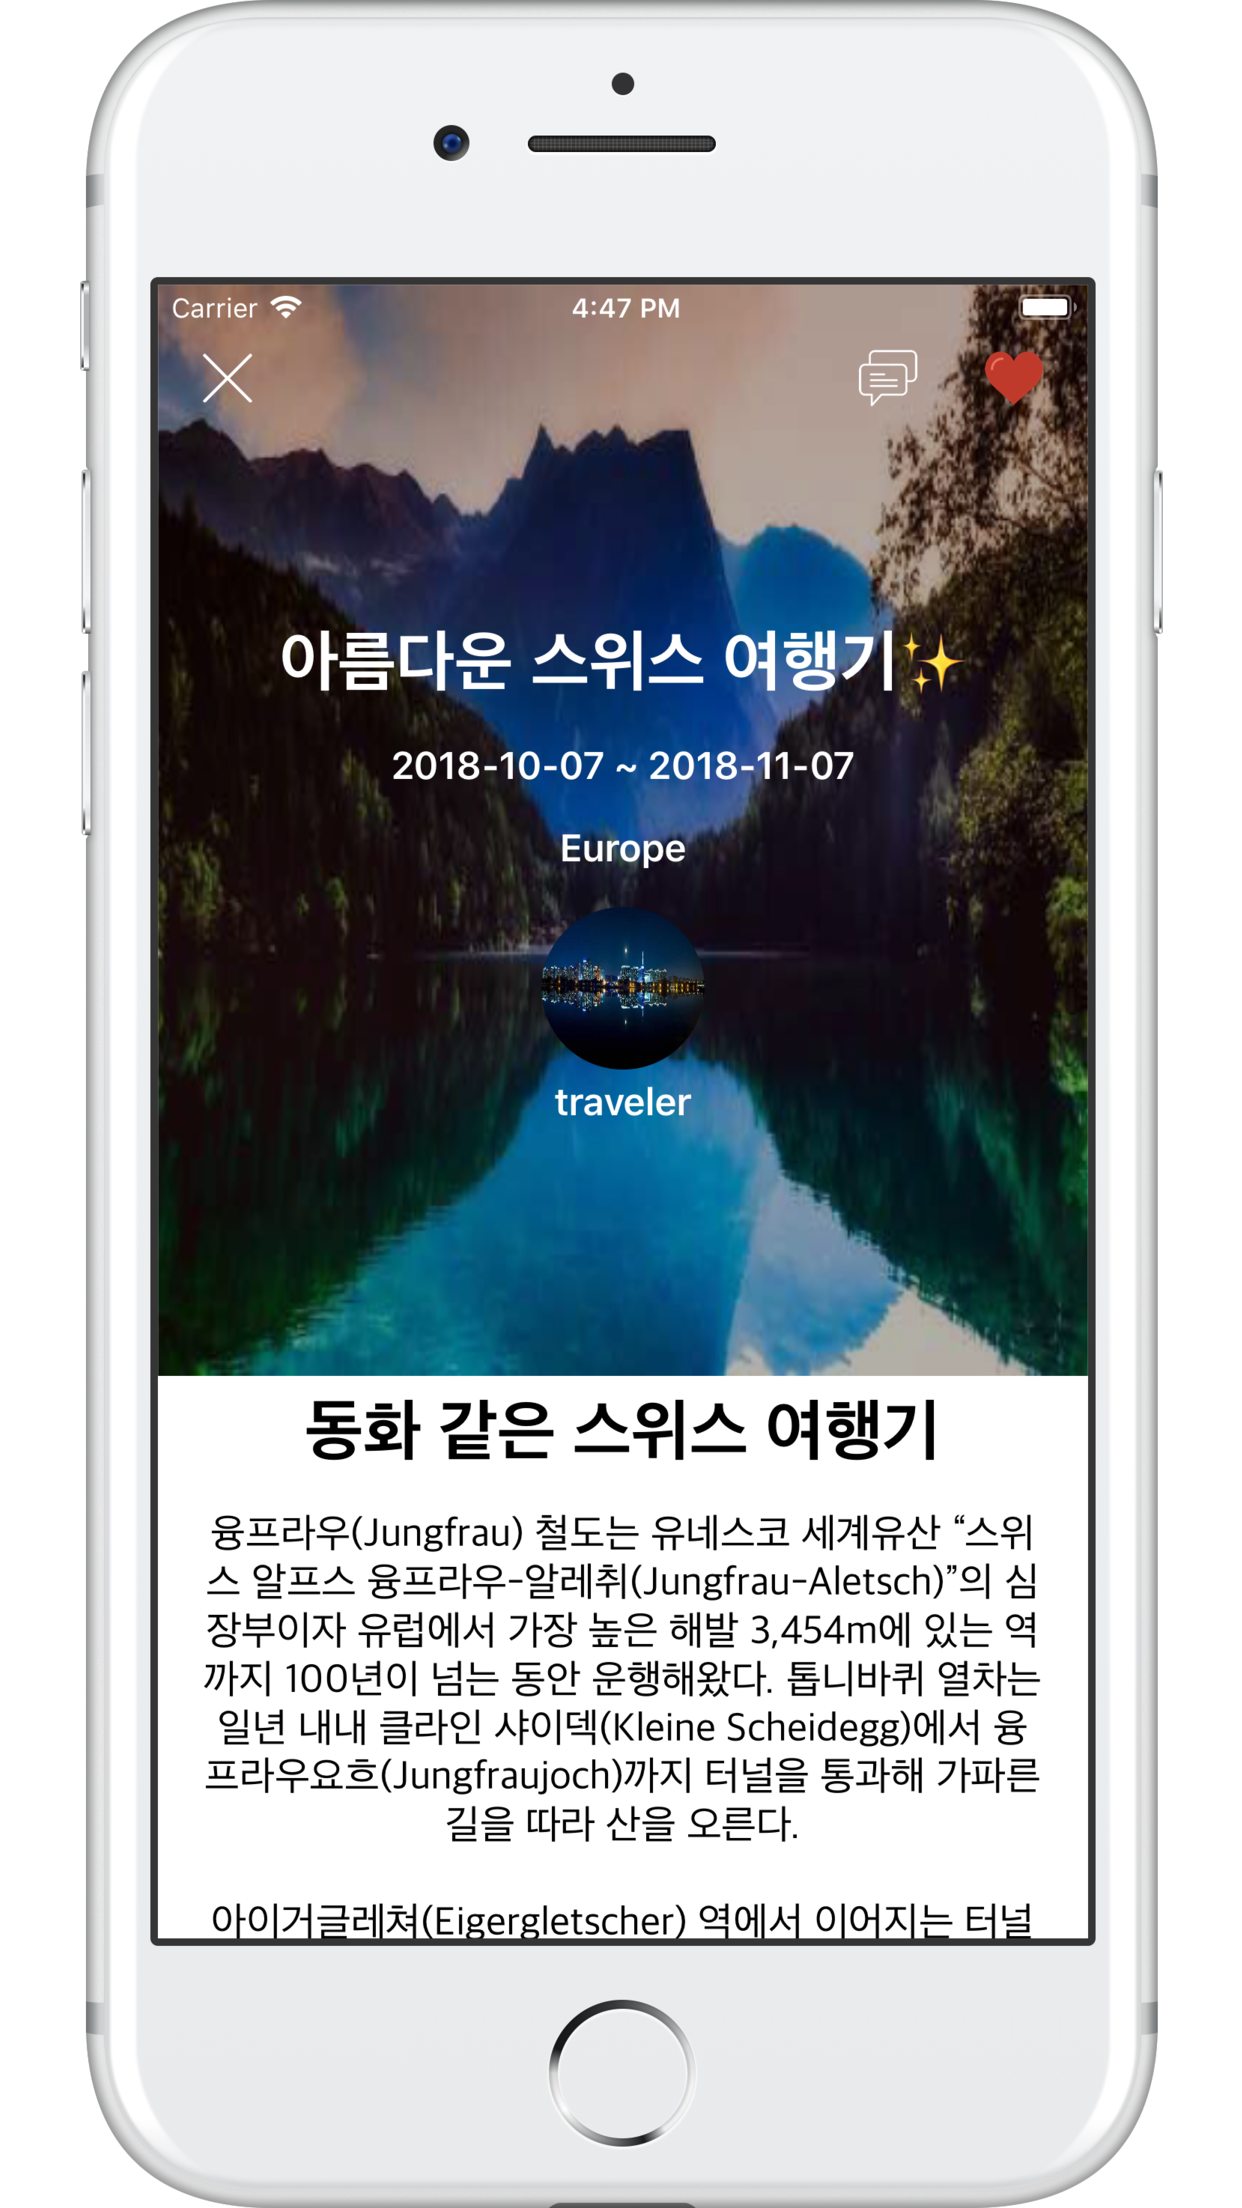 Carrier 4:47 PM
아름다운 스위스 여행기✨
2018-10-07 ~ 2018-11-07
Europe
traveler
동화 같은 스위스 여행기
융프라우(Jungfrau) 철도는 유네스코 세계유산 “스위
스 알프스 융프라우-알레취(Jungfrau-Aletsch)”의 심
장부이자 유럽에서 가장 높은 해발 3,454m에 있는 역
까지 100년이 넘는 동안 운행해왔다. 톱니바퀴 열차는
일년 내내 클라인 샤이덱(Kleine Scheidegg)에서 융
프라우요흐(Jungfraujoch)까지 터널을 통과해 가파른
길을 따라 산을 오른다.
아이거글레쳐(Eigergletscher) 역에서 이어지는 터널